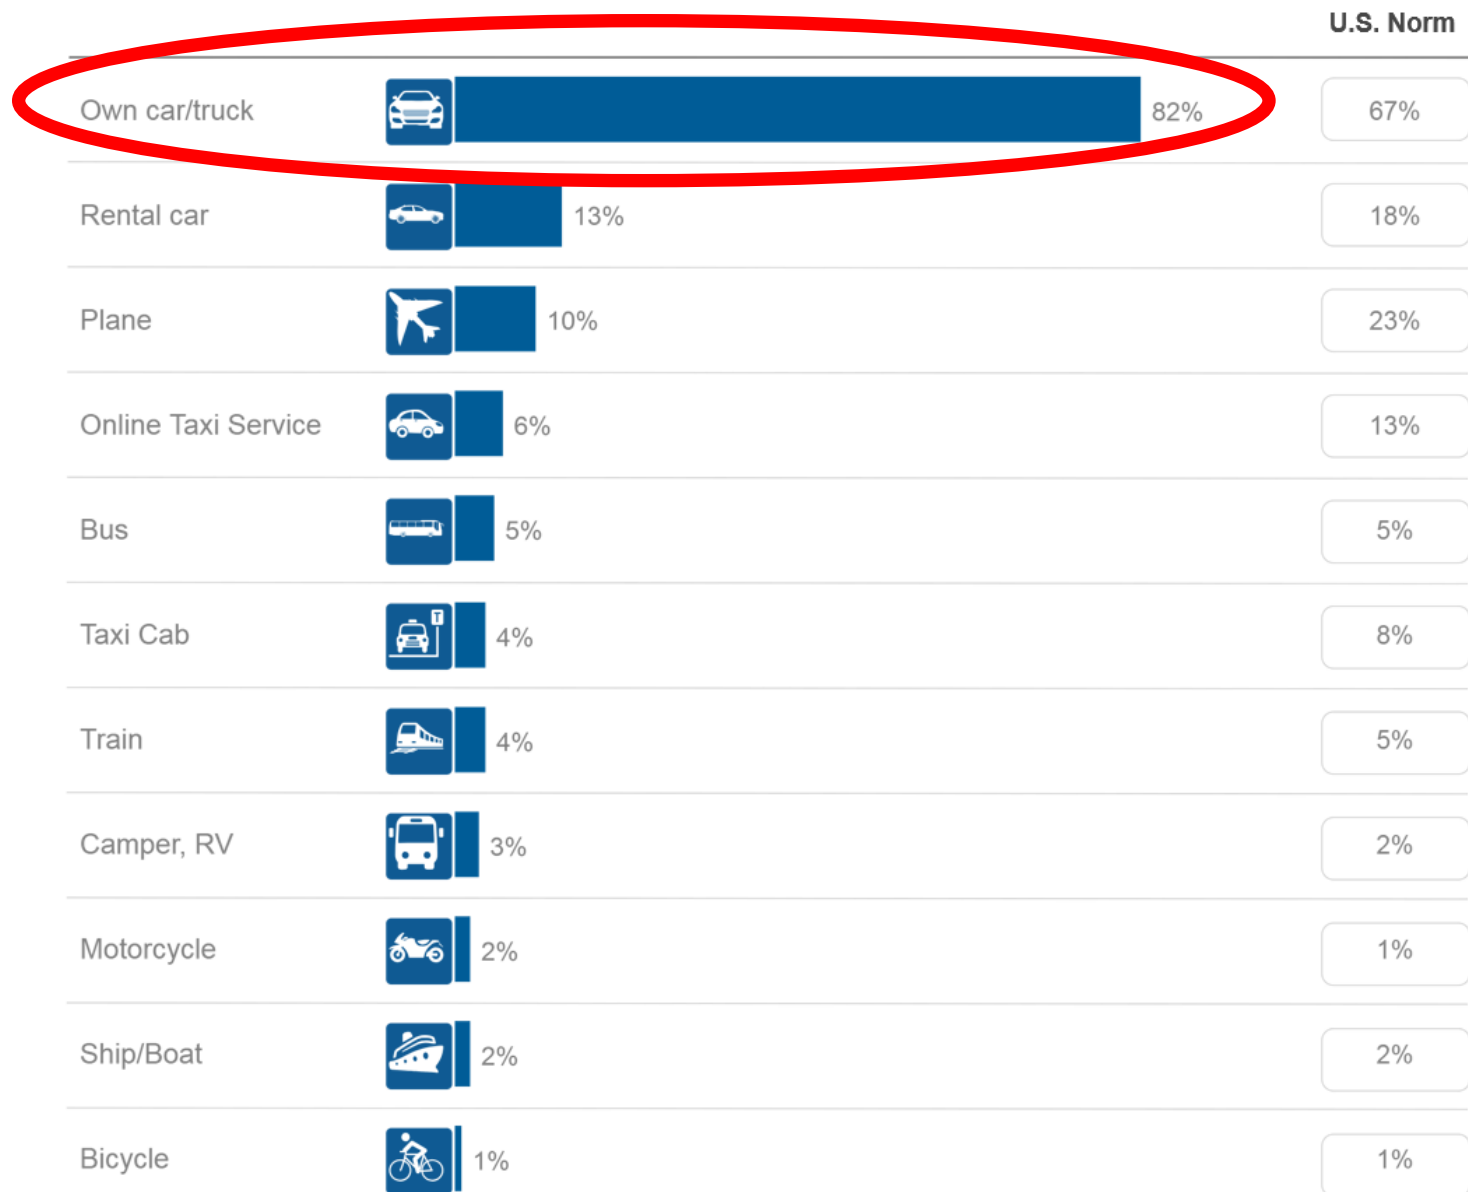 U.S. Norm
Own car/truck 82% 67%
Rental car 13% 18%
Plane 10% 23%
Online Taxi Service 6% 13%
Bus 5% 5%
Taxi Cab T 4% 8%
Train 4% 5%
Camper, RV 3% 2%
Motorcycle 2% 1%
Ship/Boat 2% 2%
Bicycle 1% 1%